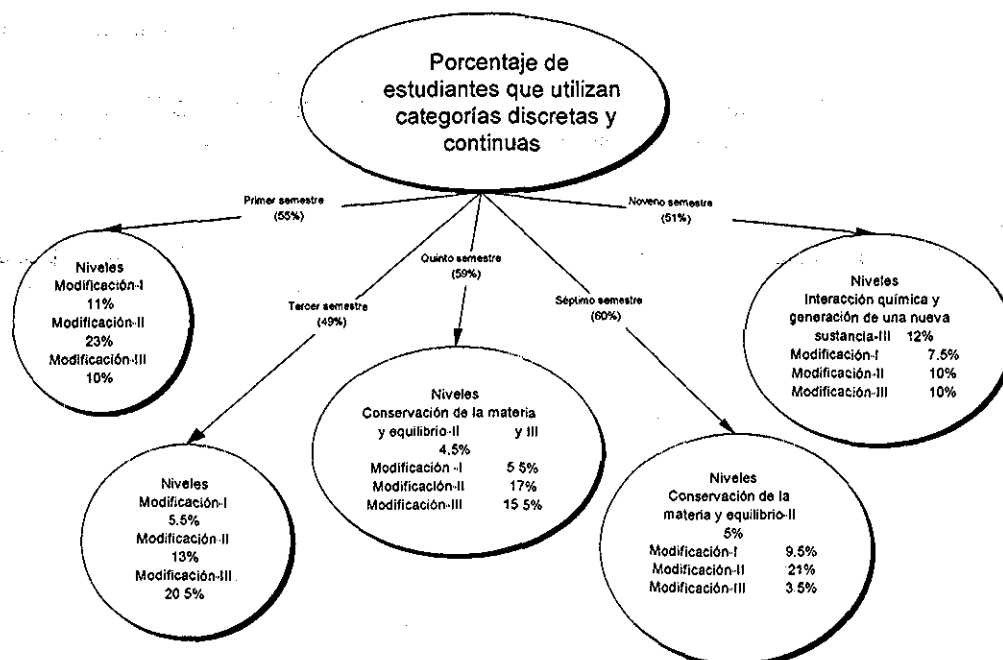 Porcentaje de
estudiantes que utilizan
categorías discretas y
continuas
Primer semestre
(55%)
Noveno semestre
(51%)
Quinto semestre
(59%)
Tercer semestre
(49%)
Séptimo semestre
(60%)
Niveles
Modificación-I
11%
Modificación-II
23%
Modificación-III
10%
Niveles
Modificación-I
5.5%
Modificación-II
13%
Modificación-III
20 5%
Niveles
Conservación de la materia
y equilibrio-II y III
4.5%
Modificación -I 5 5%
Modificación-II 17%
Modificación-III 15 5%
Niveles
Conservación de la
materia y equilibrio-II
5%
Modificación-I 9.5%
Modificación-II 21%
Modificación-III 3.5%
Niveles
Interacción química y
generación de una nueva
sustancia-III 12%
Modificación-I 7.5%
Modificación-II 10%
Modificación-III 10%